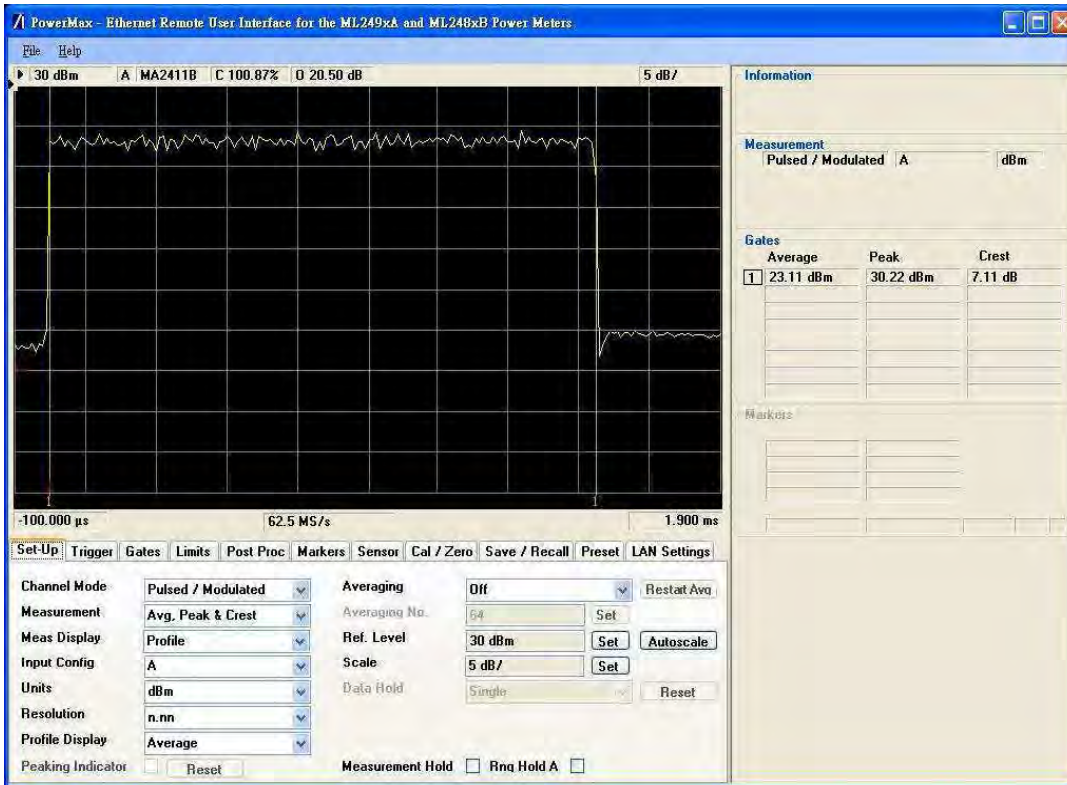 PowerMax - Ethernet Remote User Interface for the ML249xA and ML248xB Power Meters
File Help
30 dBm A MA2411B C 100.87% O 20.50 dB 5 dB/
1 1'
-100.000 µs 62.5 MS/s 1.900 ms
Information
Measurement
Pulsed / Modulated A dBm
Gates
Average Peak Crest
1 23.11 dBm 30.22 dBm 7.11 dB
Markers
Set-Up Trigger Gates Limits Post Proc Markers Sensor Cal / Zero Save / Recall Preset LAN Settings
Channel Mode Pulsed / Modulated Averaging Off Restart Avg
Measurement Avg, Peak & Crest Averaging No. 64 Set
Meas Display Profile Ref. Level 30 dBm Set Autoscale
Input Config A Scale 5 dB/ Set
Units dBm Data Hold Single Reset
Resolution n.nn
Profile Display Average
Peaking Indicator Reset Measurement Hold Rng Hold A